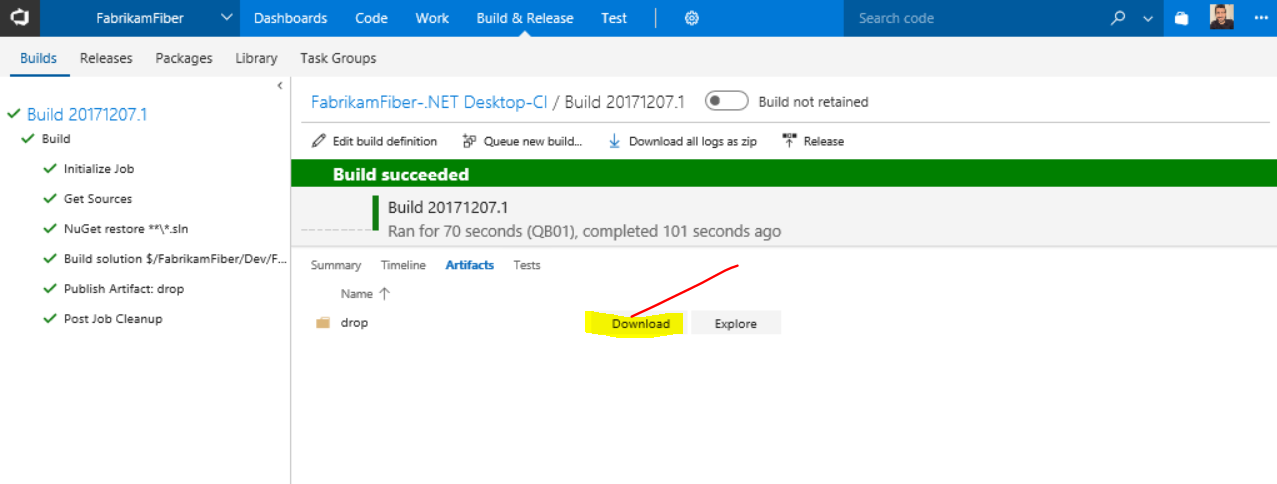 FabrikamFiber Dashboards Code Work Build & Release Test Search code
Builds Releases Packages Library Task Groups
Build 20171207.1
Build
Initialize Job
Get Sources
NuGet restore **\*.sln
Build solution $/FabrikamFiber/Dev/F...
Publish Artifact: drop
Post Job Cleanup
FabrikamFiber-.NET Desktop-CI / Build 20171207.1 Build not retained
Edit build definition Queue new build... Download all logs as zip Release
Build succeeded
Build 20171207.1
Ran for 70 seconds (QB01), completed 101 seconds ago
Summary Timeline Artifacts Tests
Name
drop Download Explore